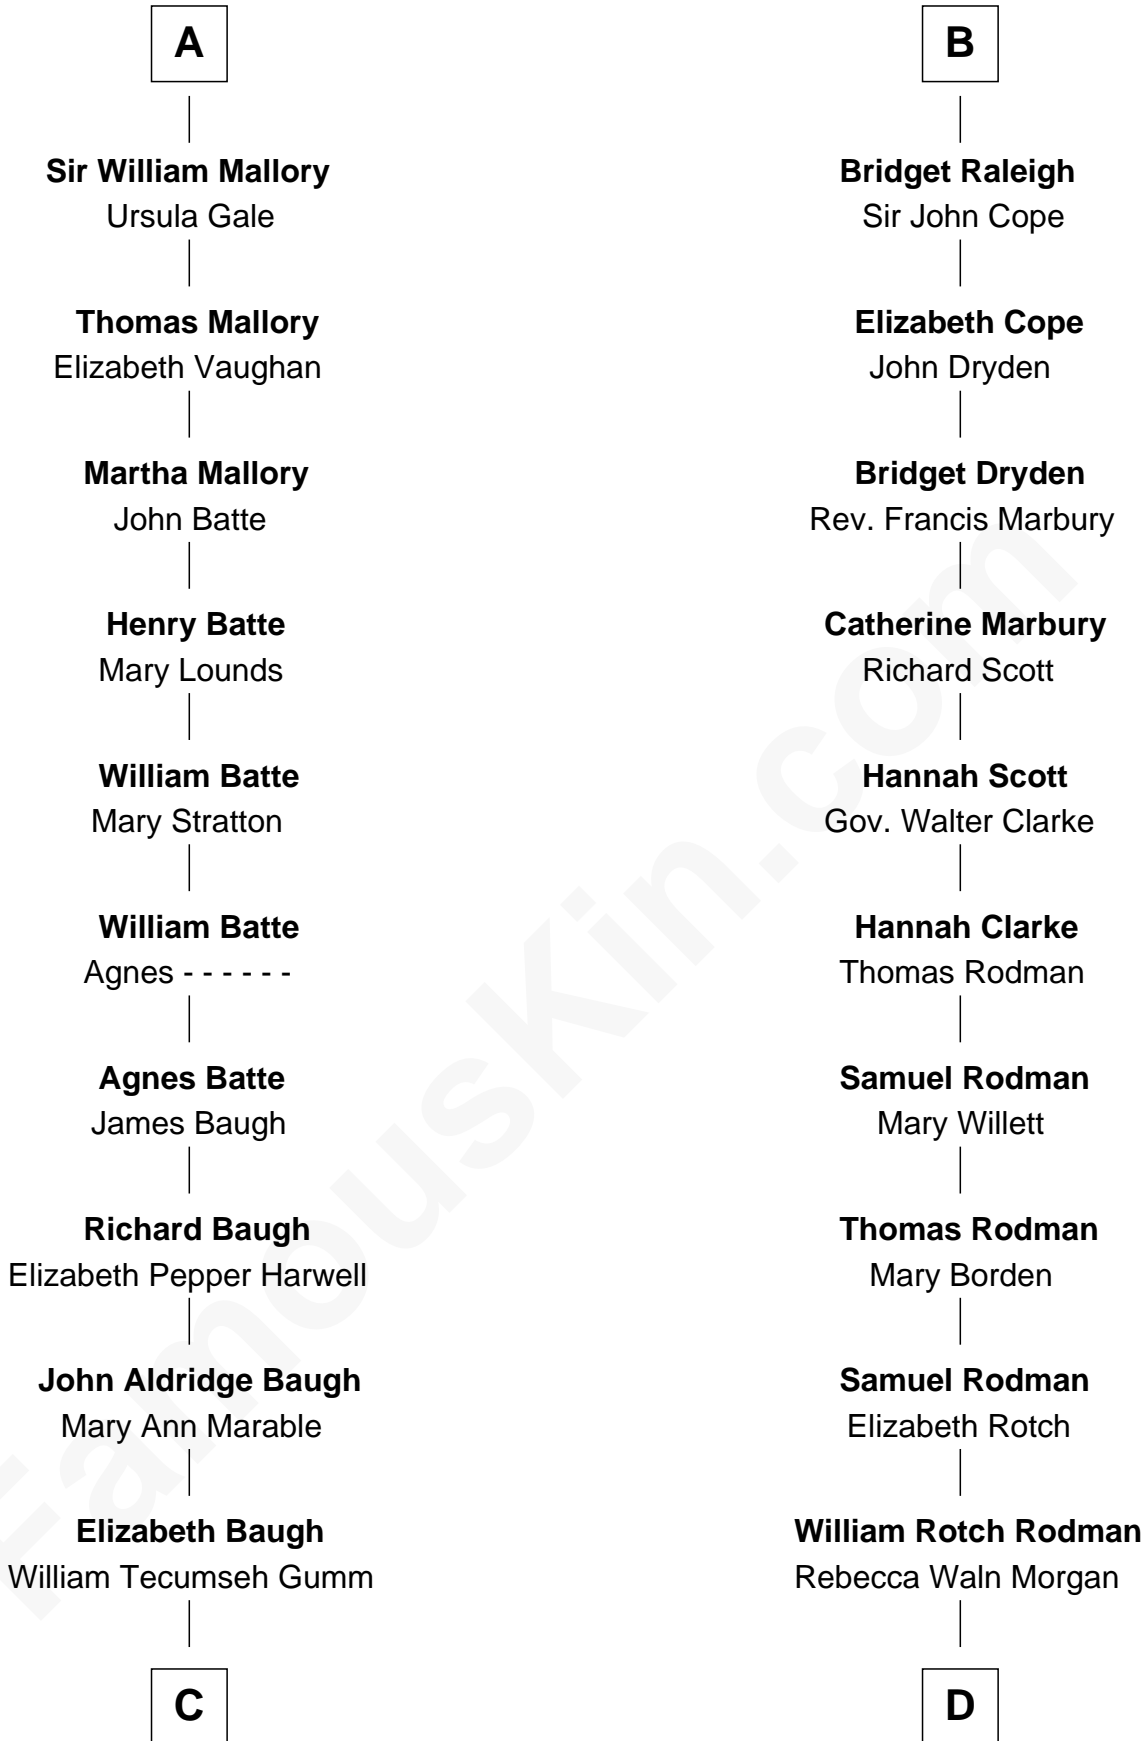 A
Sir William Mallory
Ursula Gale
Thomas Mallory
Elizabeth Vaughan
Martha Mallory
John Batte
Henry Batte
Mary Lounds
William Batte
Mary Stratton
William Batte
Agnes - - - - - -
Agnes Batte
James Baugh
Richard Baugh
Elizabeth Pepper Harwell
John Aldridge Baugh
Mary Ann Marable
Elizabeth Baugh
William Tecumseh Gumm
C
B
Bridget Raleigh
Sir John Cope
Elizabeth Cope
John Dryden
Bridget Dryden
Rev. Francis Marbury
Catherine Marbury
Richard Scott
Hannah Scott
Gov. Walter Clarke
Hannah Clarke
Thomas Rodman
Samuel Rodman
Mary Willett
Thomas Rodman
Mary Borden
Samuel Rodman
Elizabeth Rotch
William Rotch Rodman
Rebecca Waln Morgan
D
FamousKin.com